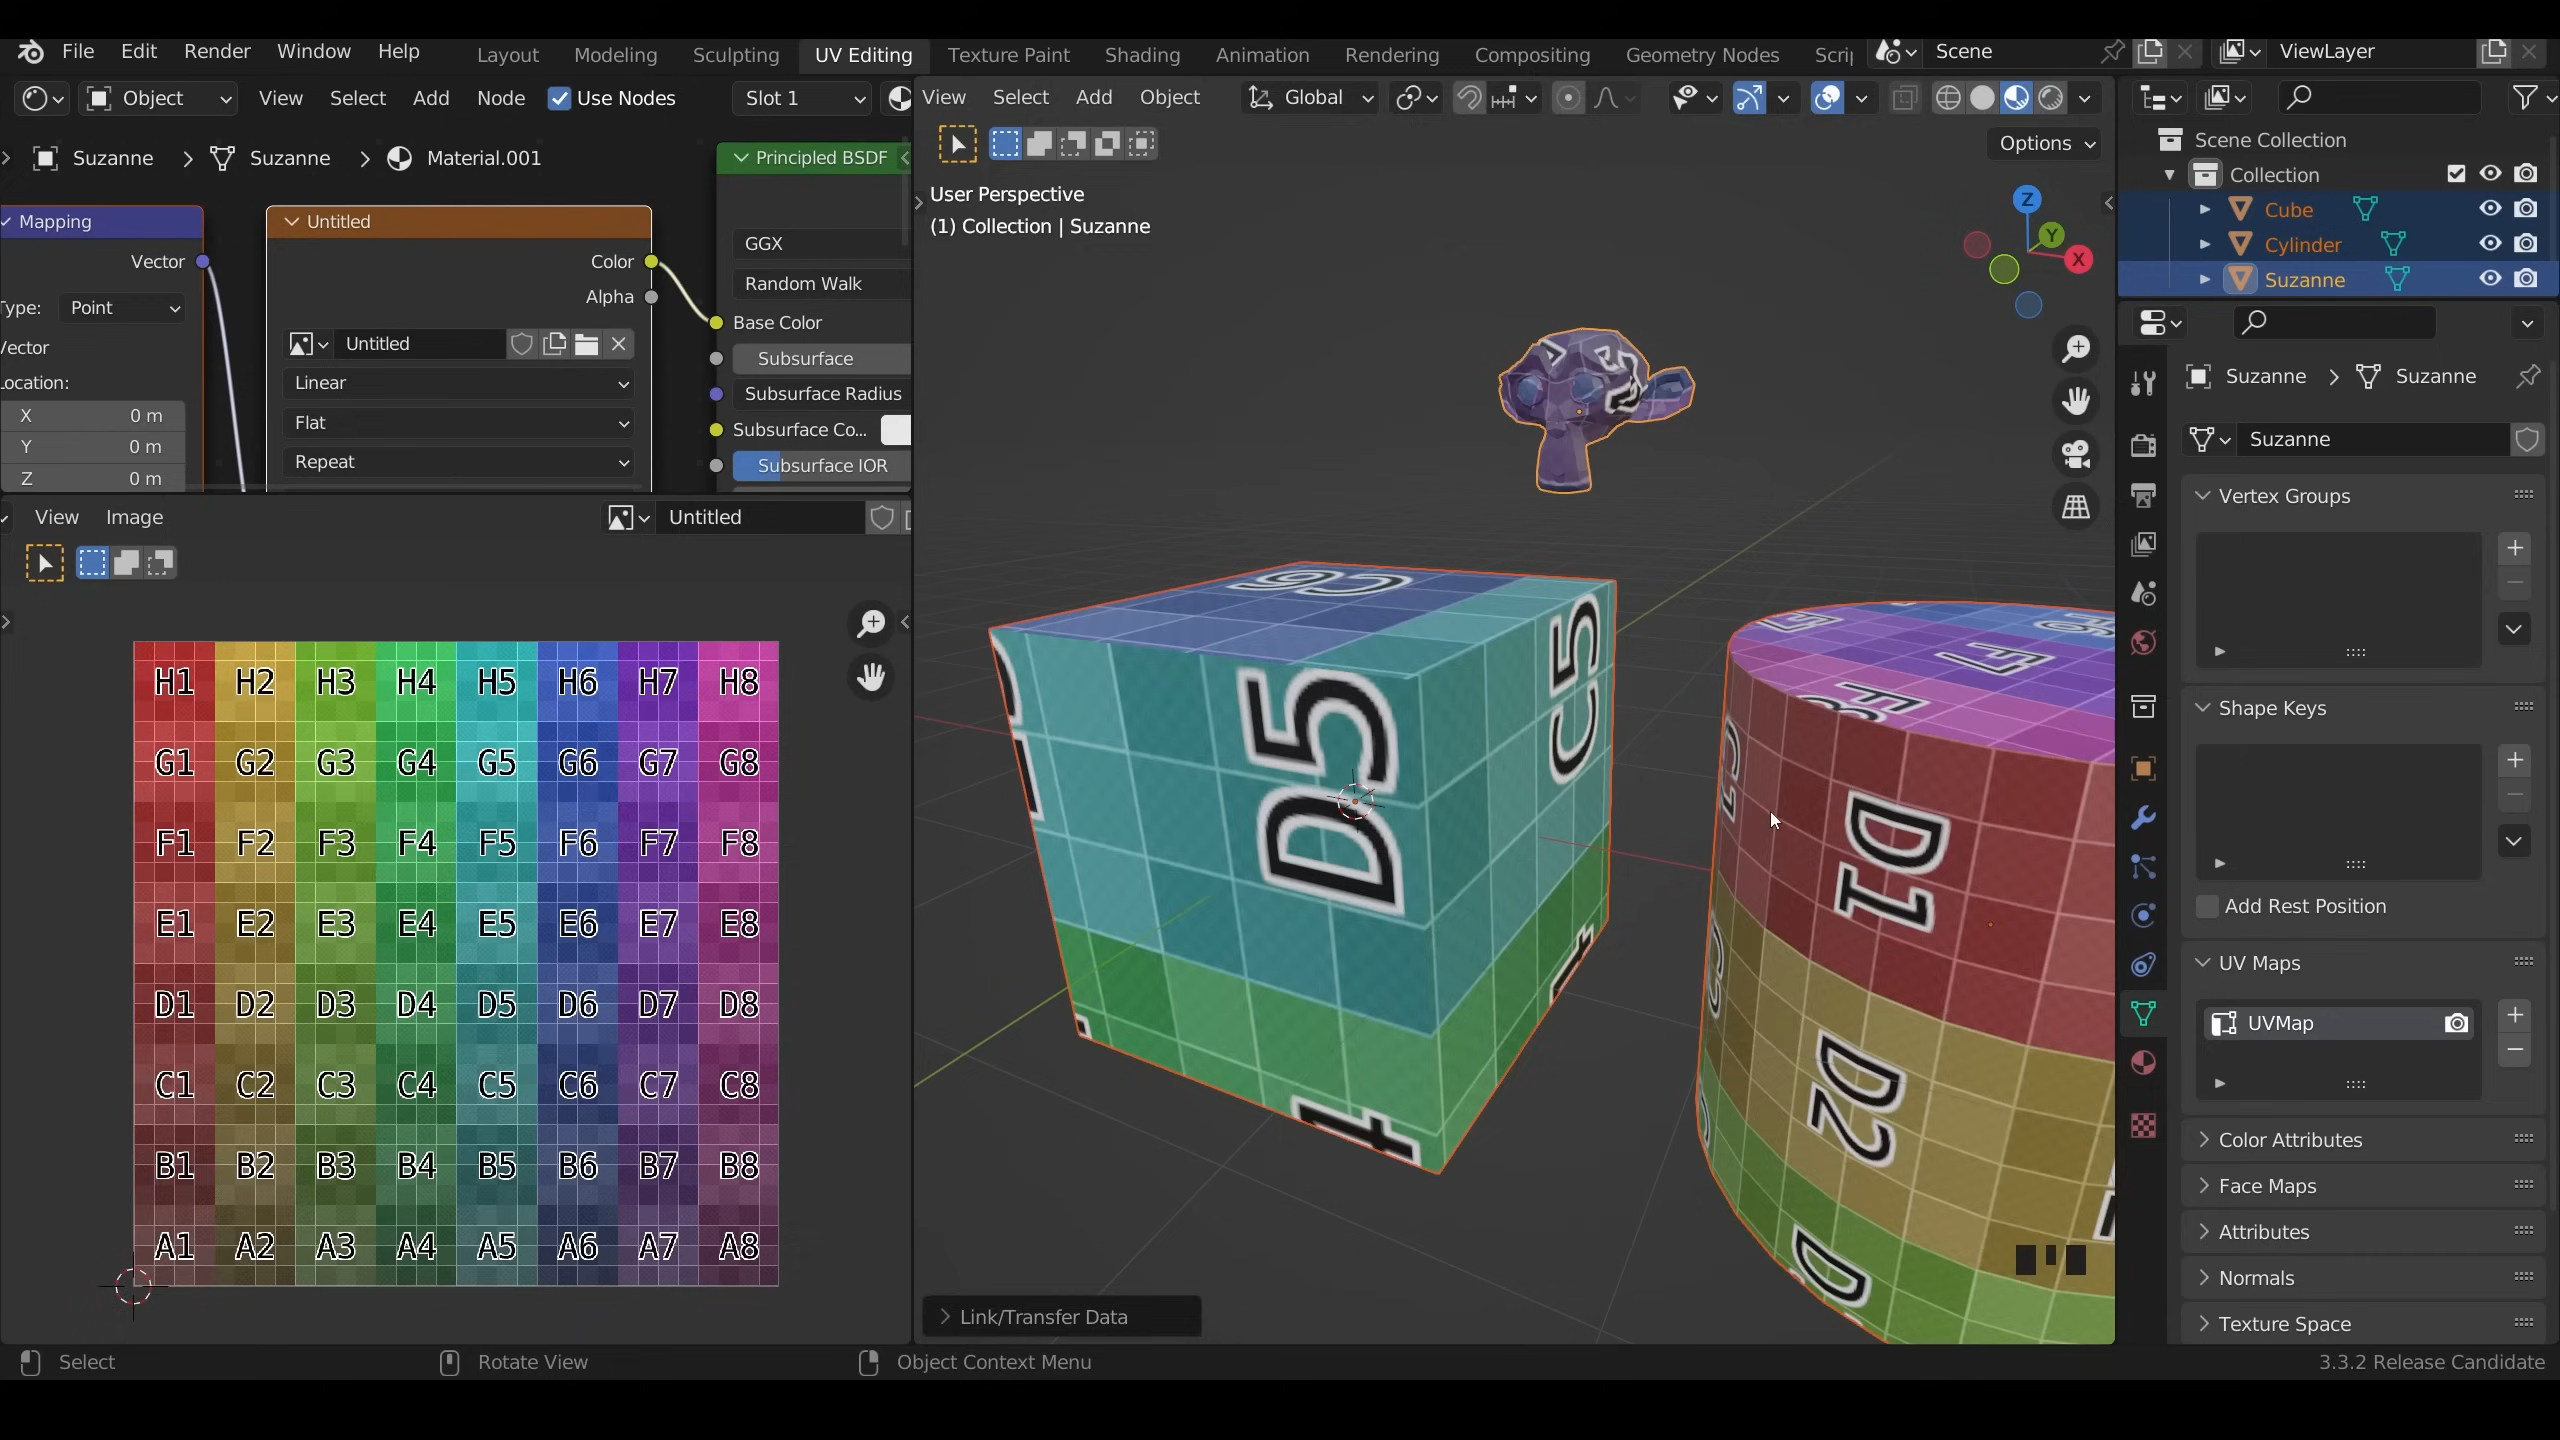 File Edit Render Window Help Layout Modeling Sculpting UV Editing Texture Paint Shading Animation Rendering Compositing Geometry Nodes Scene ViewLayer
Object View Select Add Node Use Nodes Slot 1
View Select Add Object Global
Options
Suzanne > Suzanne > Material.001
Mapping
Vector
Point
X 0 m
Y 0 m
Z 0 m
Untitled
Color
Alpha
Untitled
Linear
Flat
Repeat
Principled BSDF
GGX
Random Walk
Base Color
Subsurface
Subsurface Radius
Subsurface Co...
Subsurface IOR
View Image Untitled
H1 H2 H3 H4 H5 H6 H7 H8
G1 G2 G3 G4 G5 G6 G7 G8
F1 F2 F3 F4 F5 F6 F7 F8
E1 E2 E3 E4 E5 E6 E7 E8
D1 D2 D3 D4 D5 D6 D7 D8
C1 C2 C3 C4 C5 C6 C7 C8
B1 B2 B3 B4 B5 B6 B7 B8
A1 A2 A3 A4 A5 A6 A7 A8
User Perspective
(1) Collection | Suzanne
Z
Y
X
C6
D5
C5
D1
D2
Link/Transfer Data
Scene Collection
Collection
Cube
Cylinder
Suzanne
Suzanne > Suzanne
Suzanne
Vertex Groups
Shape Keys
Add Rest Position
UV Maps
UVMap
Color Attributes
Face Maps
Attributes
Normals
Texture Space
Select Rotate View Object Context Menu 3.3.2 Release Candidate